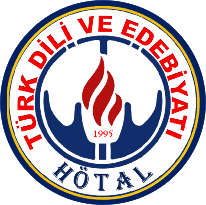 TÜRK DİLİ VE EDEBİYATI
1995
HÖTAL